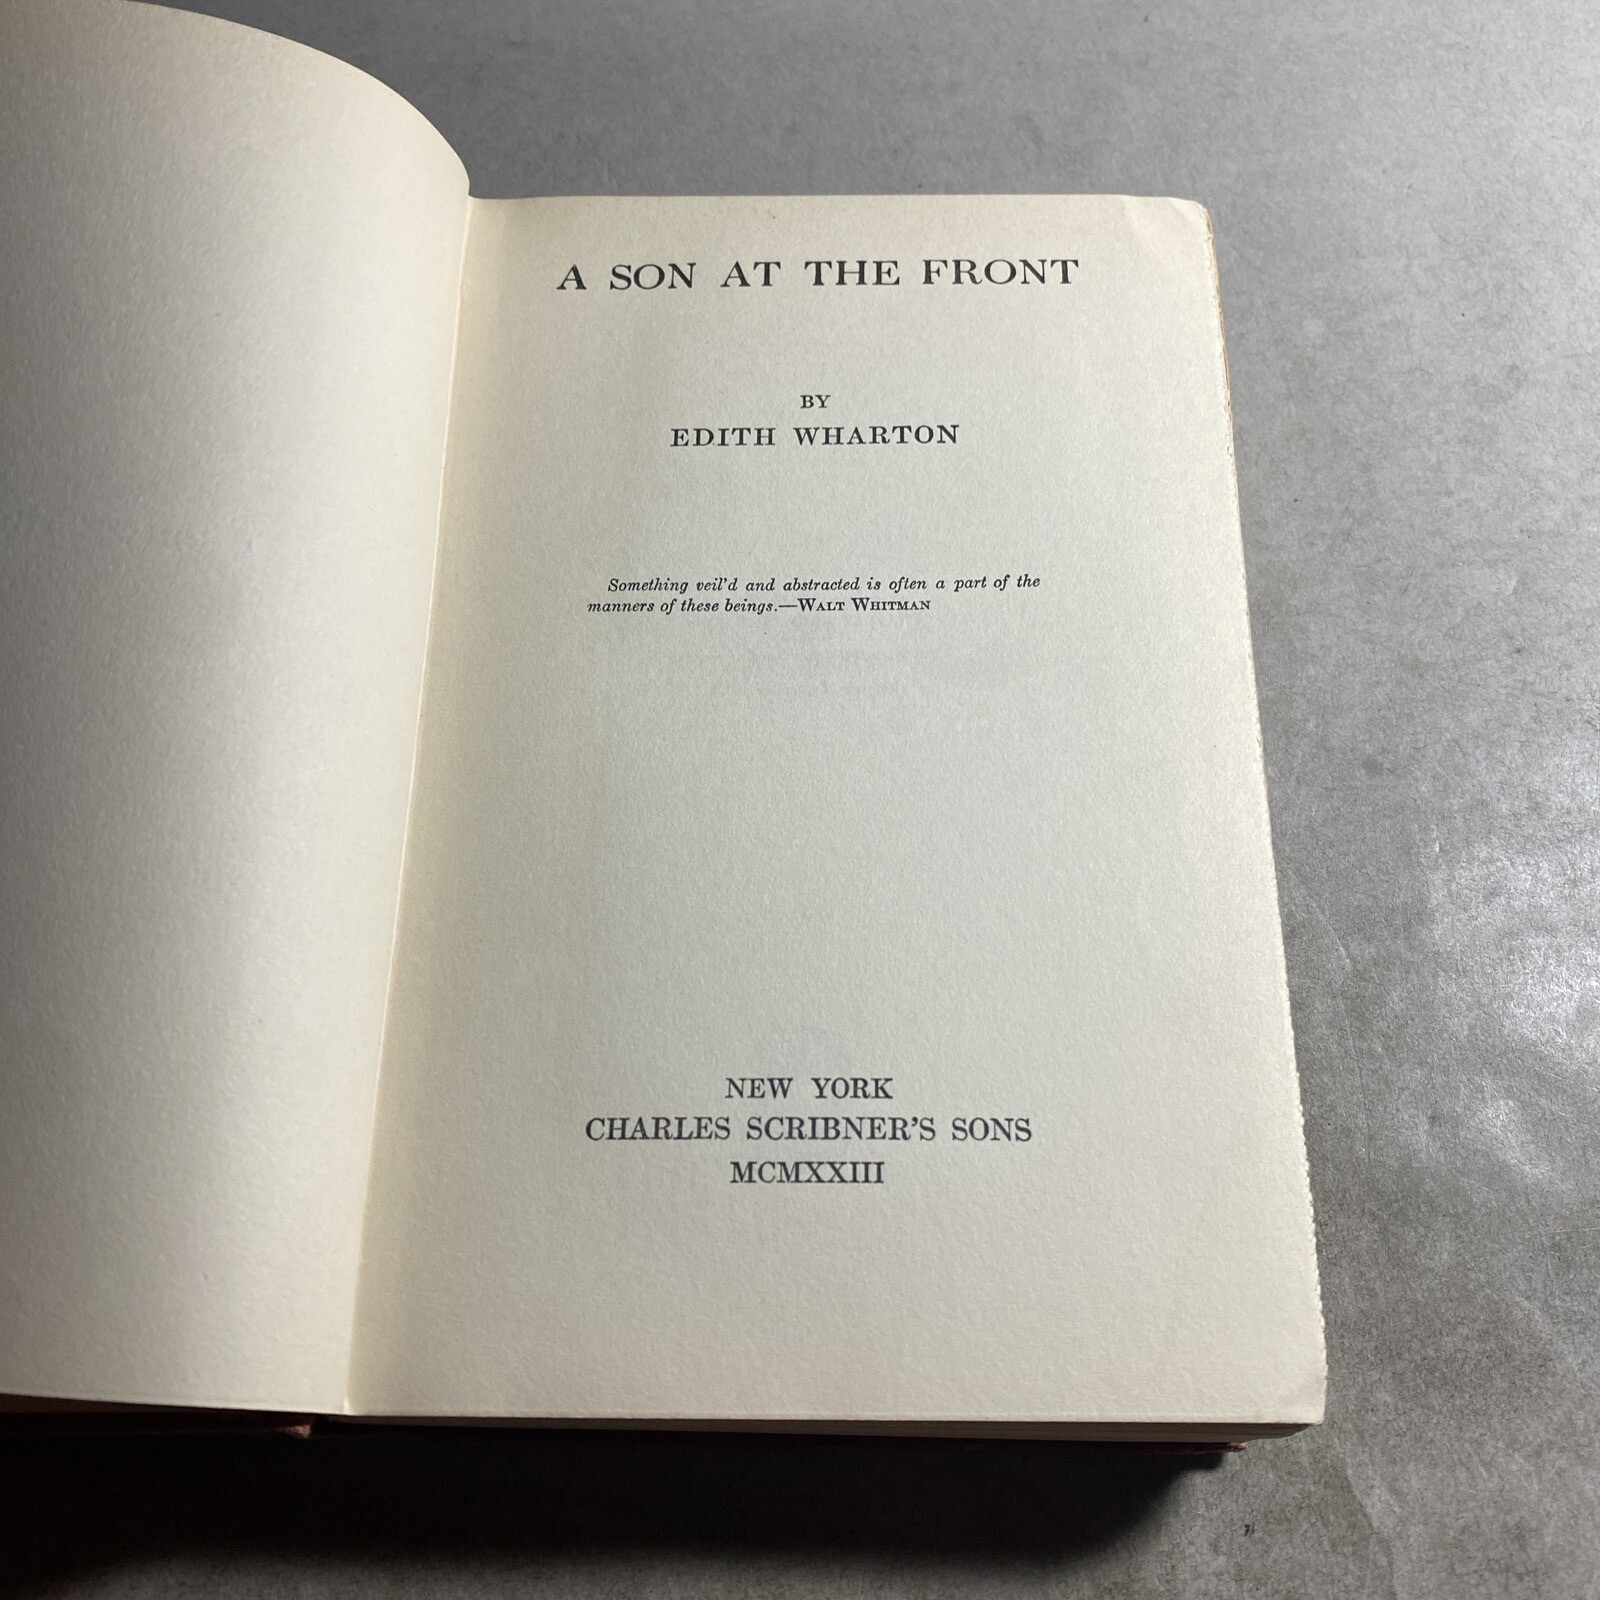 A SON AT THE FRONT
BY
EDITH WHARTON
Something veil'd and abstracted is often a part of the
manners of these beings.—WALT WHITMAN
NEW YORK
CHARLES SCRIBNER'S SONS
MCMXXIII